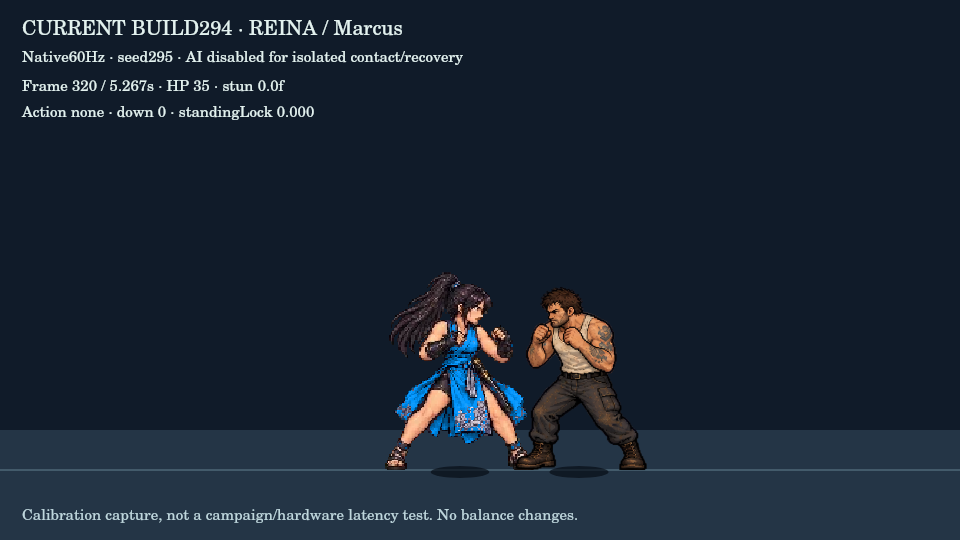 CURRENT BUILD294 · REINA / Marcus
Native60Hz · seed295 · AI disabled for isolated contact/recovery
Frame 320 / 5.267s · HP 35 · stun 0.0f
Action none · down 0 · standingLock 0.000
Calibration capture, not a campaign/hardware latency test. No balance changes.